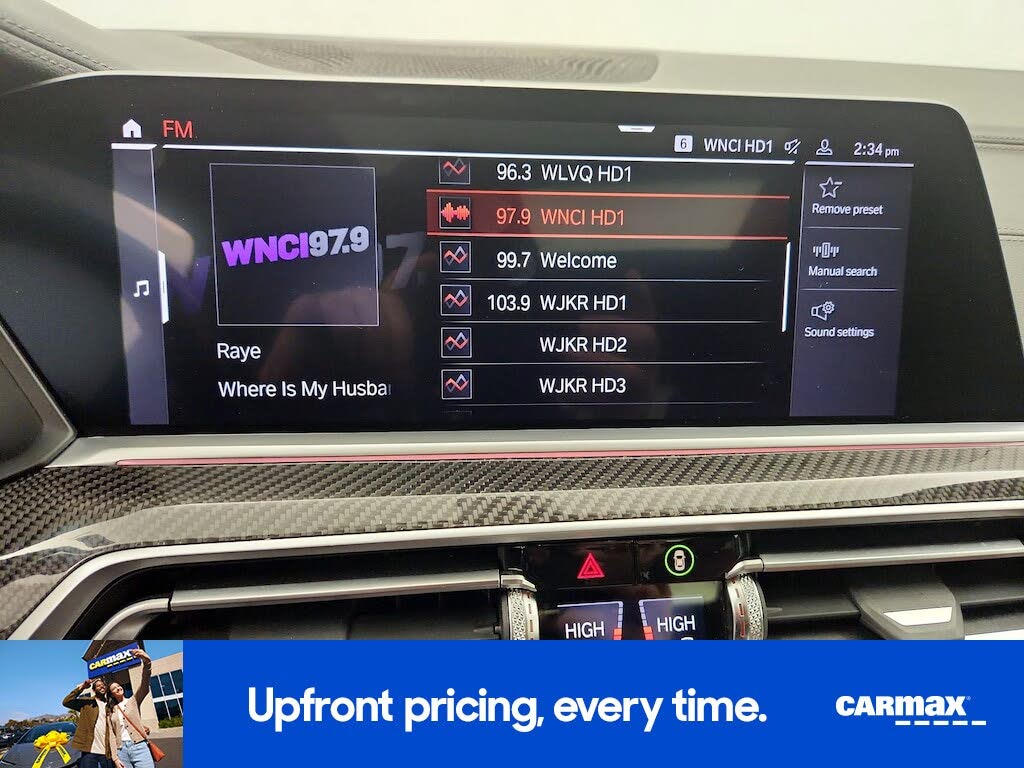 FM
6 WNCI HD1 2:34 pm
WNCI97.9
Raye
Where Is My Husba
96.3 WLVQ HD1
97.9 WNCI HD1
99.7 Welcome
103.9 WJKR HD1
WJKR HD2
WJKR HD3
Remove preset
Manual search
Sound settings
HIGH HIGH
CARMAX
Upfront pricing, every time.
CARMAX